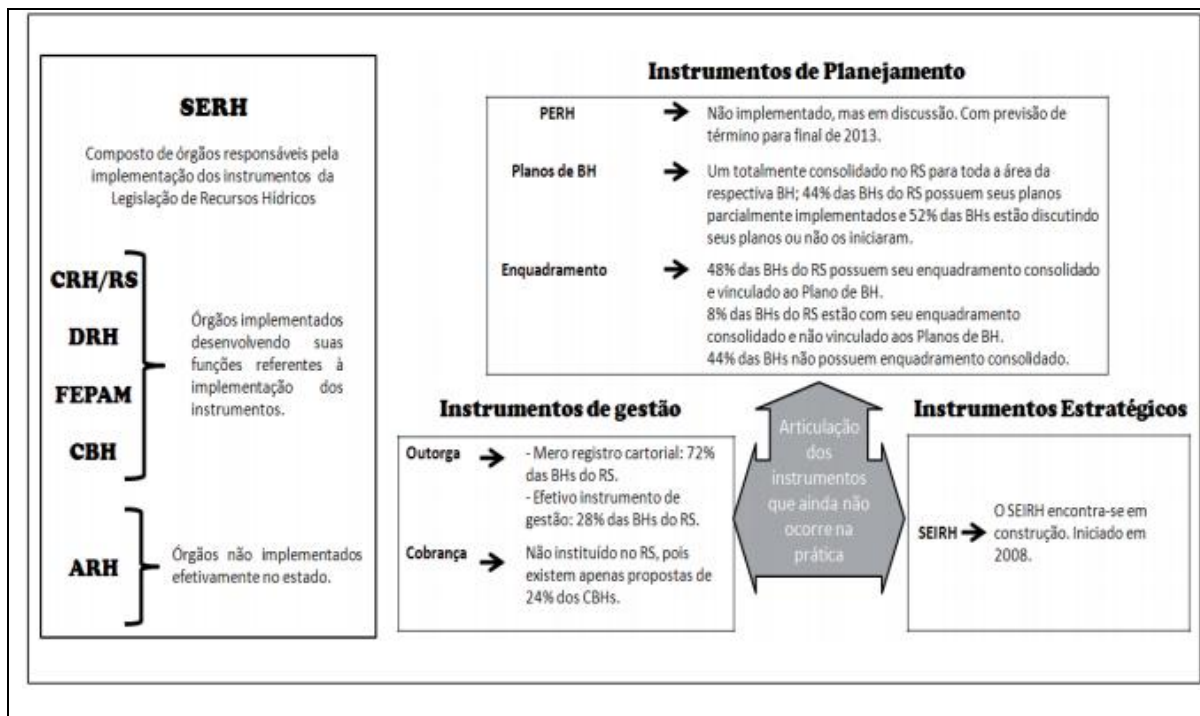 SERH
Composto de órgãos responsáveis pela
implementação dos instrumentos da
Legislação de Recursos Hídricos
CRH/RS
DRH
FEPAM
CBH
Órgãos implementados
desenvolvendo suas
funções referentes à
implementação dos
instrumentos.
ARH
Órgãos não implementados
efetivamente no estado.
Instrumentos de Planejamento
PERH
Não implementado, mas em discussão. Com previsão de
término para final de 2013.
Planos de BH
Um totalmente consolidado no RS para toda a área da
respectiva BH; 44% das BHs do RS possuem seus planos
parcialmente implementados e 52% das BHs estão discutindo
seus planos ou não os iniciaram.
Enquadramento
48% das BHs do RS possuem seu enquadramento consolidado
e vinculado ao Plano de BH.
8% das BHs do RS estão com seu enquadramento
consolidado e não vinculado aos Planos de BH.
44% das BHs não possuem enquadramento consolidado.
Instrumentos de gestão
Outorga
- Mero registro cartorial: 72%
das BHs do RS.
- Efetivo instrumento de
gestão: 28% das BHs do RS.
Cobrança
Não instituído no RS, pois
existem apenas propostas de
24% dos CBHs.
Articulação
dos
instrumentos
que ainda não
ocorre na
prática
Instrumentos Estratégicos
SEIRH
O SEIRH encontra-se em
construção. Iniciado em
2008.